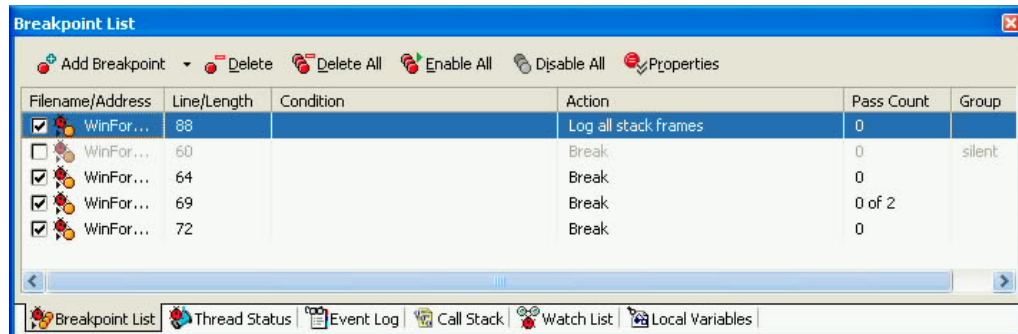 Breakpoint List
Add Breakpoint Delete Delete All Enable All Disable All Properties
Filename/Address Line/Length Condition Action Pass Count Group
WinFor... 88 Log all stack frames 0
WinFor... 60 Break 0 silent
WinFor... 64 Break 0
WinFor... 69 Break 0 of 2
WinFor... 72 Break 0
Breakpoint List Thread Status Event Log Call Stack Watch List Local Variables